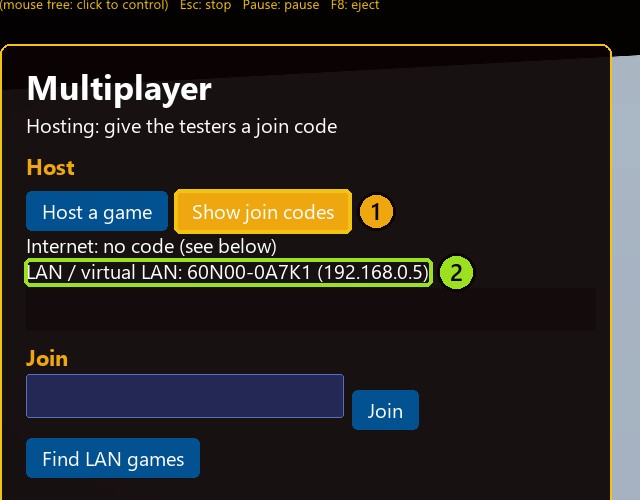 (mouse free: click to control) Esc: stop Pause: pause F8: eject
Multiplayer
Hosting: give the testers a join code
Host
Host a game
Show join codes
1
Internet: no code (see below)
LAN / virtual LAN: 60N00-0A7K1 (192.168.0.5)
2
Join
Join
Find LAN games